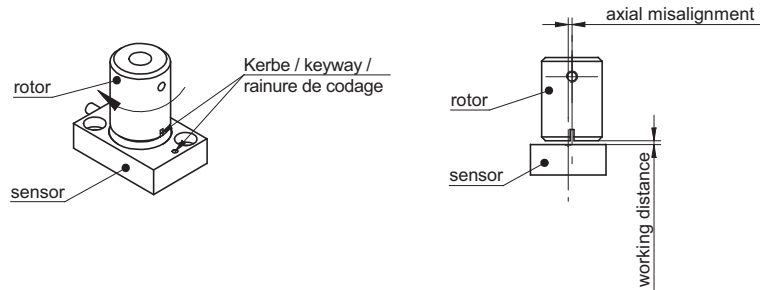 axial misalignment
Kerbe / keyway /
rainure de codage
rotor
rotor
sensor
sensor
working distance